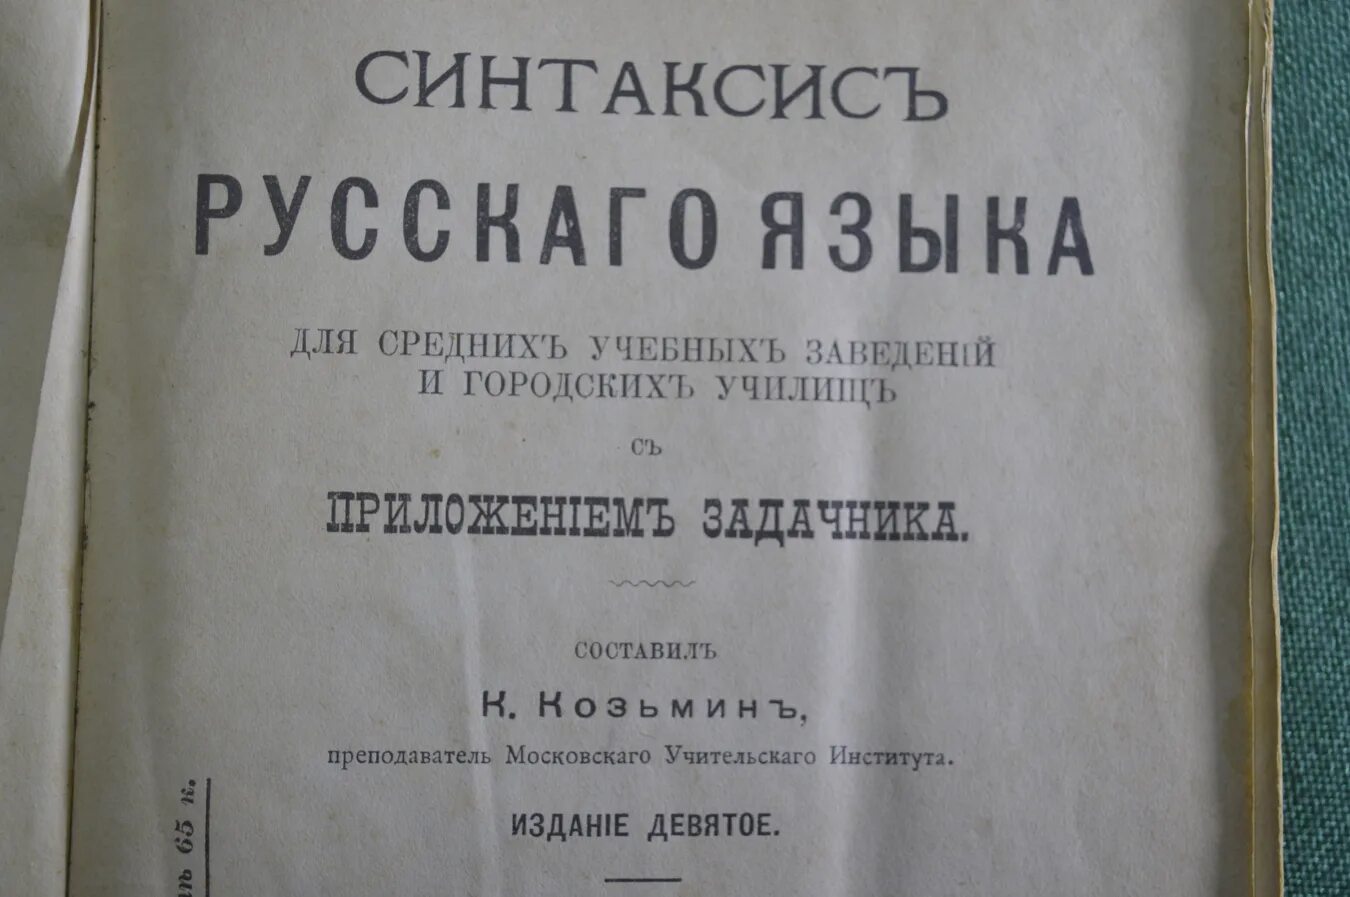 СИНТАКСИСЪ
РУССКАГО ЯЗЫКА
ДЛЯ СРЕДНИХЪ УЧЕБНЫХЪ ЗАВЕДЕНІЙ
И ГОРОДСКИХЪ УЧИЛИЩЪ
СЪ
ПРИЛОЖЕНІЕМЪ ЗАДАЧНИКА.
СОСТАВИЛЪ
К. Козьминъ,
преподаватель Московскаго Учительскаго Института.
ИЗДАНІЕ ДЕВЯТОЕ.
65 к.